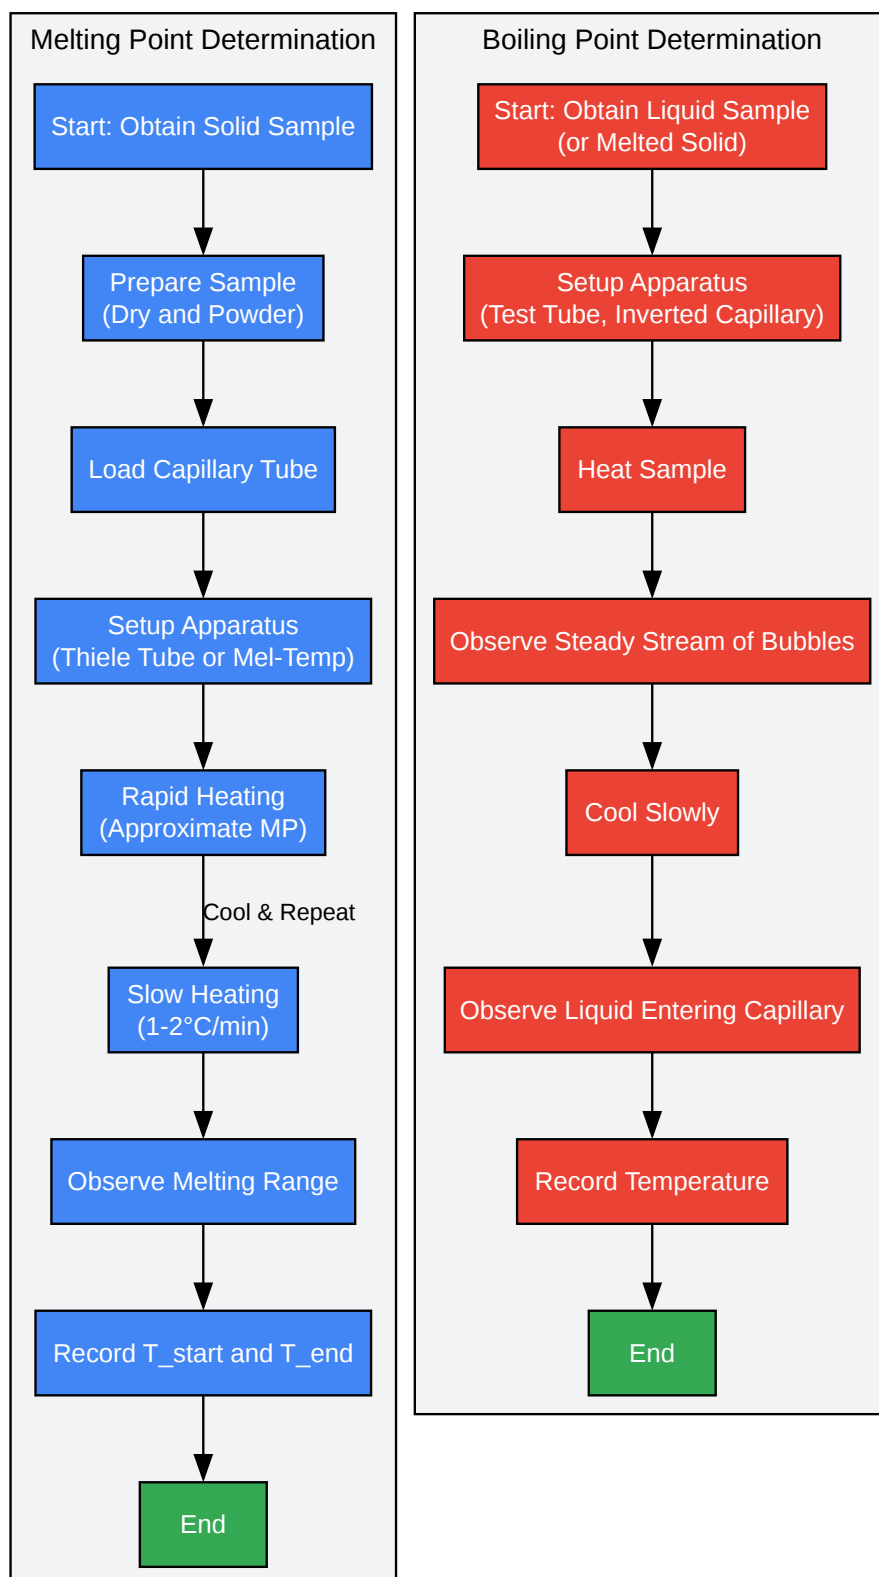 Melting Point Determination
Start: Obtain Solid Sample
Prepare Sample
(Dry and Powder)
Load Capillary Tube
Setup Apparatus
(Thiele Tube or Mel-Temp)
Rapid Heating
(Approximate MP)
Cool & Repeat
Slow Heating
(1-2°C/min)
Observe Melting Range
Record T_start and T_end
End
Boiling Point Determination
Start: Obtain Liquid Sample
(or Melted Solid)
Setup Apparatus
(Test Tube, Inverted Capillary)
Heat Sample
Observe Steady Stream of Bubbles
Cool Slowly
Observe Liquid Entering Capillary
Record Temperature
End